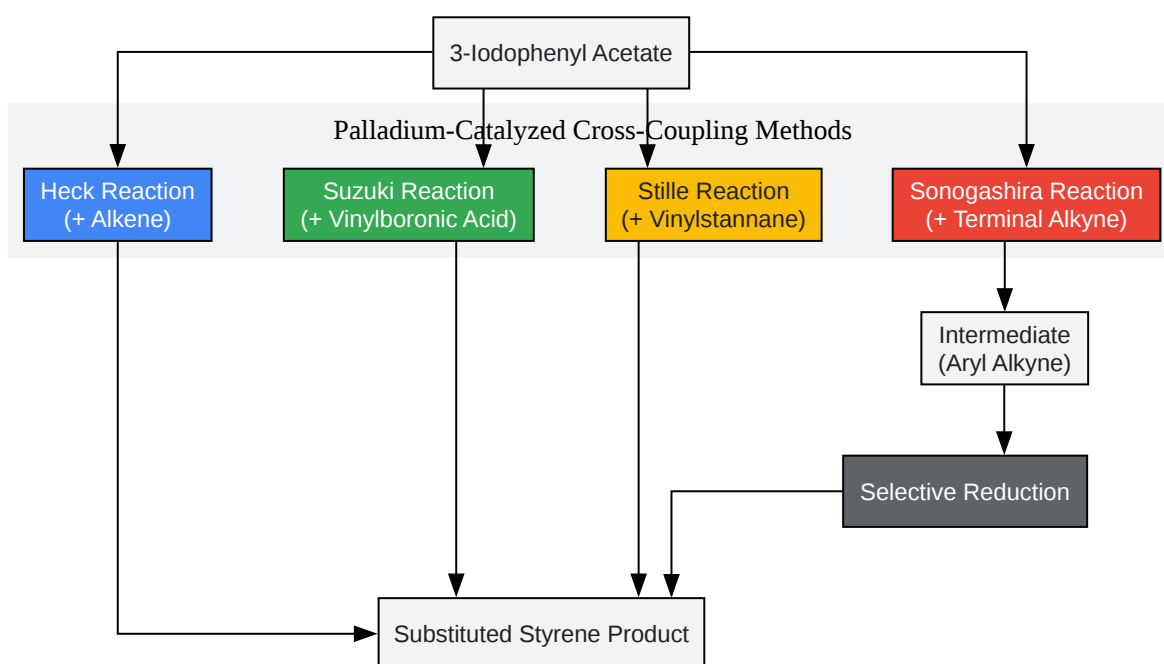 3-Iodophenyl Acetate
Palladium-Catalyzed Cross-Coupling Methods
Heck Reaction
(+ Alkene)
Suzuki Reaction
(+ Vinylboronic Acid)
Stille Reaction
(+ Vinylstannane)
Sonogashira Reaction
(+ Terminal Alkyne)
Intermediate
(Aryl Alkyne)
Selective Reduction
Substituted Styrene Product